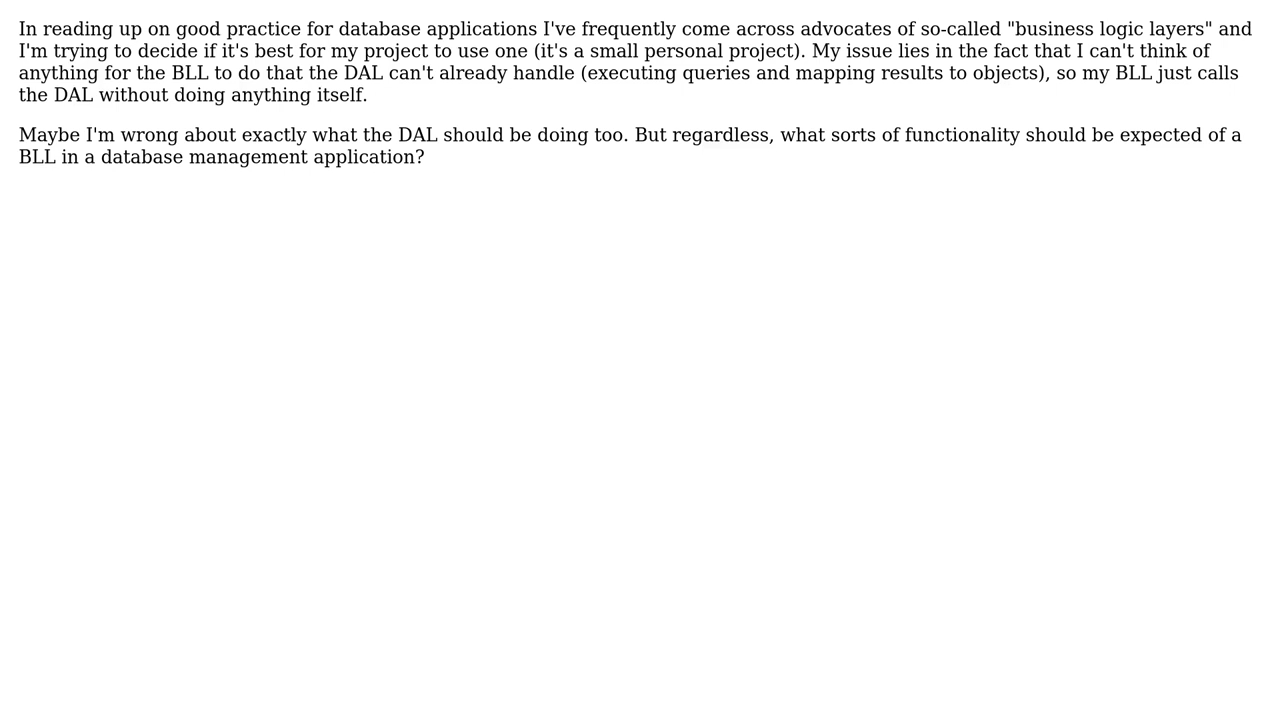 In reading up on good practice for database applications I've frequently come across advocates of so-called "business logic layers" and
I'm trying to decide if it's best for my project to use one (it's a small personal project). My issue lies in the fact that I can't think of
anything for the BLL to do that the DAL can't already handle (executing queries and mapping results to objects), so my BLL just calls
the DAL without doing anything itself.
Maybe I'm wrong about exactly what the DAL should be doing too. But regardless, what sorts of functionality should be expected of a
BLL in a database management application?